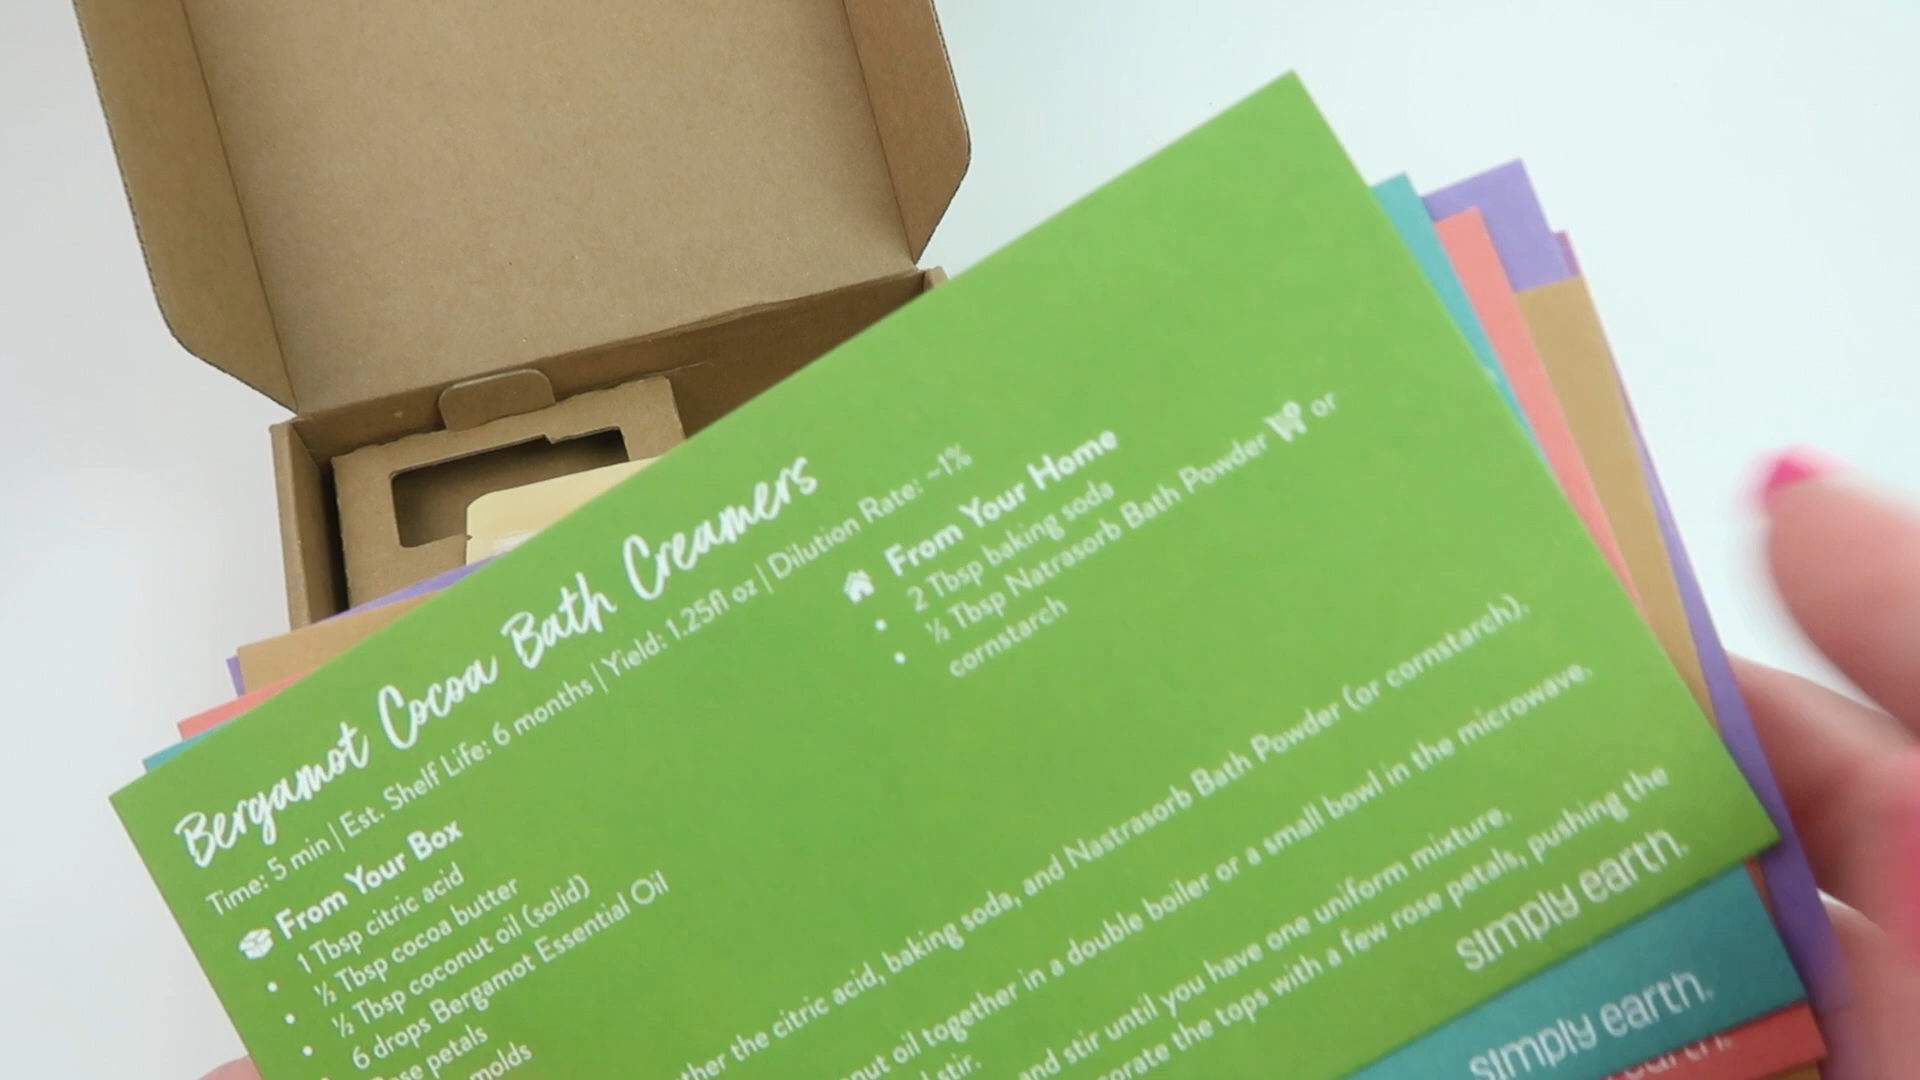 Bergamot Cocoa Bath Creamers
Time: 5 min | Est. Shelf Life: 6 months | Yield: 1.25fl oz | Dilution Rate: ~1%
From Your Box
• 1 Tbsp citric acid
• ½ Tbsp cocoa butter
• ½ Tbsp coconut oil (solid)
6 drops Bergamot Essential Oil
petals
molds
From Your Home
• 2 Tbsp baking soda
• ½ Tbsp Natrasorb Bath Powder or
cornstarch
the citric acid, baking soda, and Nastrasorb Bath Powder (or cornstarch).
oil together in a double boiler or a small bowl in the microwave.
stir.
and stir until you have one uniform mixture.
the tops with a few rose petals, pushing the
simply earth.
simply earth.
earth.